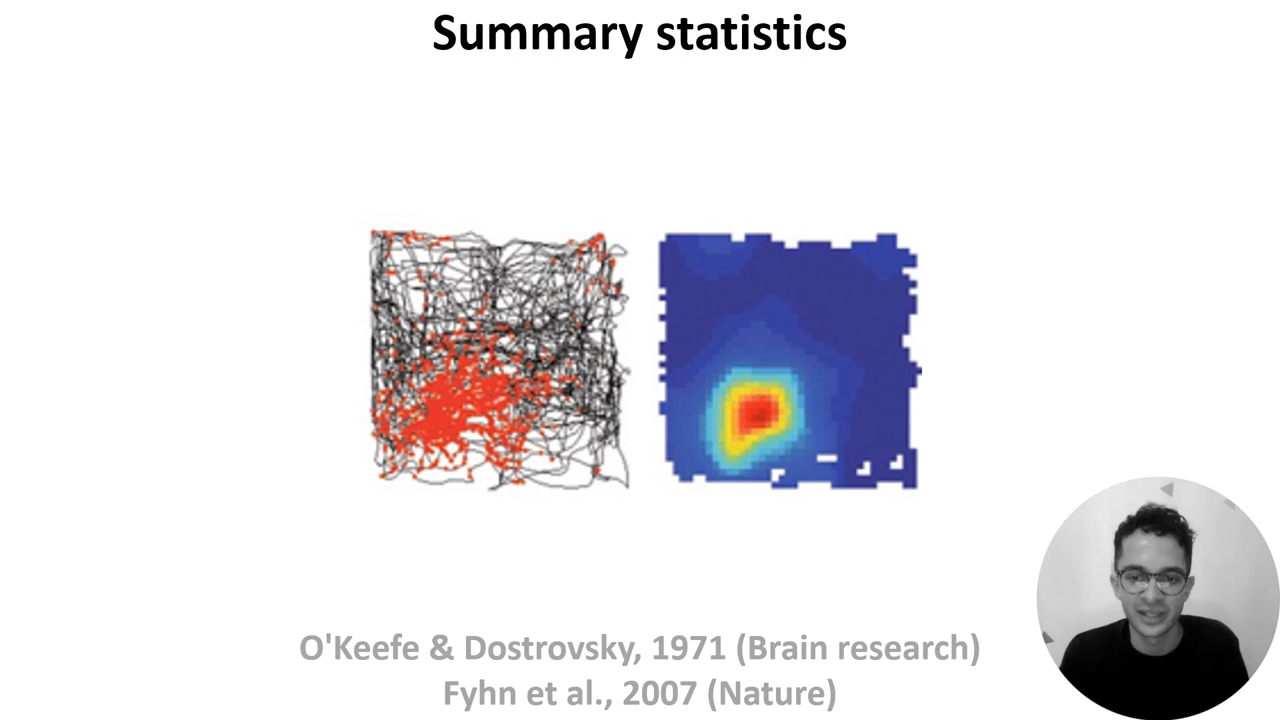 Summary statistics
O'Keefe & Dostrovsky, 1971 (Brain research)
Fyhn et al., 2007 (Nature)